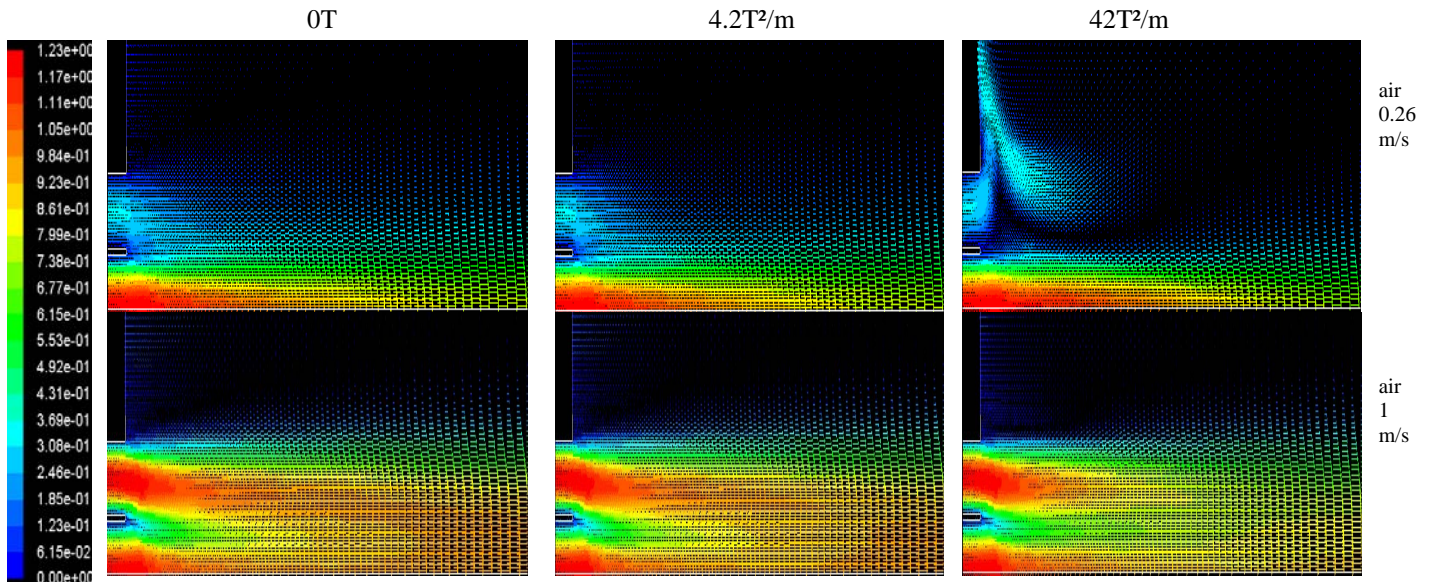 0T 4.2T²/m 42T²/m
1.23e+00
1.17e+00
1.11e+00
1.05e+00
9.84e-01
9.23e-01
8.61e-01
7.99e-01
7.38e-01
6.77e-01
6.15e-01
5.53e-01
4.92e-01
4.31e-01
3.69e-01
3.08e-01
2.46e-01
1.85e-01
1.23e-01
6.15e-02
0.00e+00
air
0.26
m/s
air
1
m/s